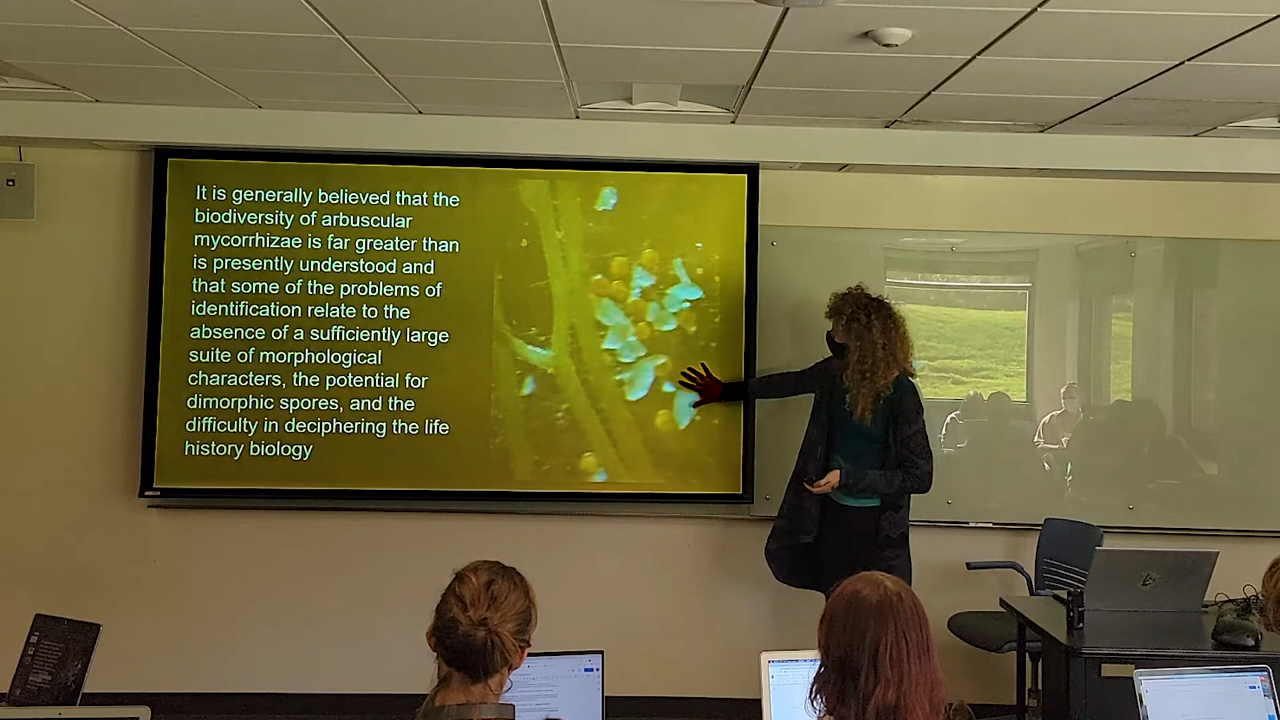 It is generally believed that the
biodiversity of arbuscular
mycorrhizae is far greater than
is presently understood and
that some of the problems of
identification relate to the
absence of a sufficiently large
suite of morphological
characters, the potential for
dimorphic spores, and the
difficulty in deciphering the life
history biology